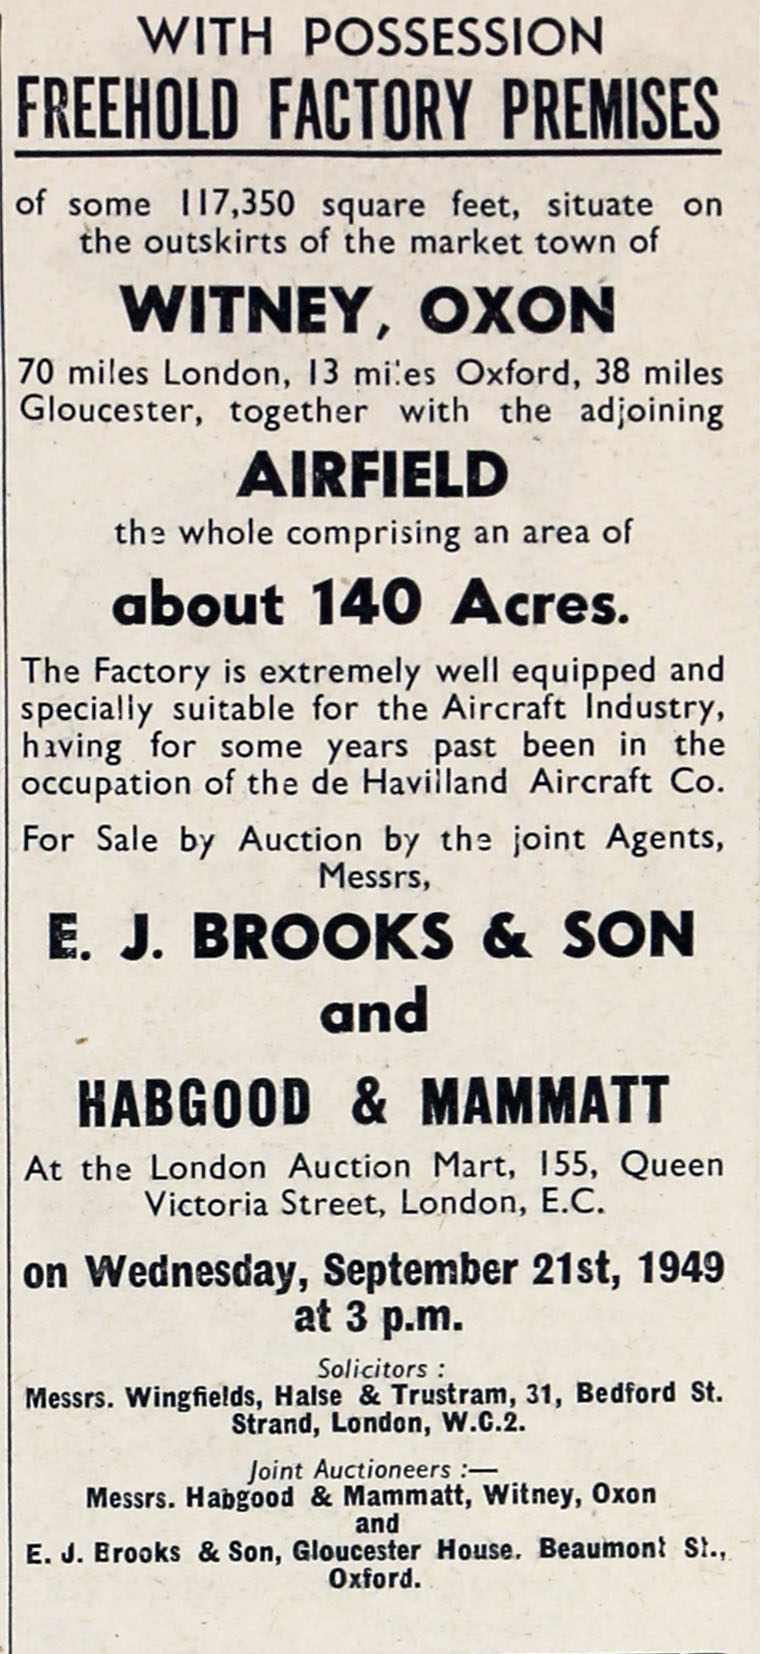 WITH POSSESSION
FREEHOLD FACTORY PREMISES
of some 117,350 square feet, situate on
the outskirts of the market town of
WITNEY, OXON
70 miles London, 13 miles Oxford, 38 miles
Gloucester, together with the adjoining
AIRFIELD
the whole comprising an area of
about 140 Acres.
The Factory is extremely well equipped and
specially suitable for the Aircraft Industry,
having for some years past been in the
occupation of the de Havilland Aircraft Co.
For Sale by Auction by the joint Agents,
Messrs,
E. J. BROOKS & SON
and
HABGOOD & MAMMATT
At the London Auction Mart, 155, Queen
Victoria Street, London, E.C.
on Wednesday, September 21st, 1949
at 3 p.m.
Solicitors :
Messrs. Wingfields, Halse & Trustram, 31, Bedford St.
Strand, London, W.C.2.
Joint Auctioneers :—
Messrs. Habgood & Mammatt, Witney, Oxon
and
E. J. Brooks & Son, Gloucester House. Beaumont St.,
Oxford.